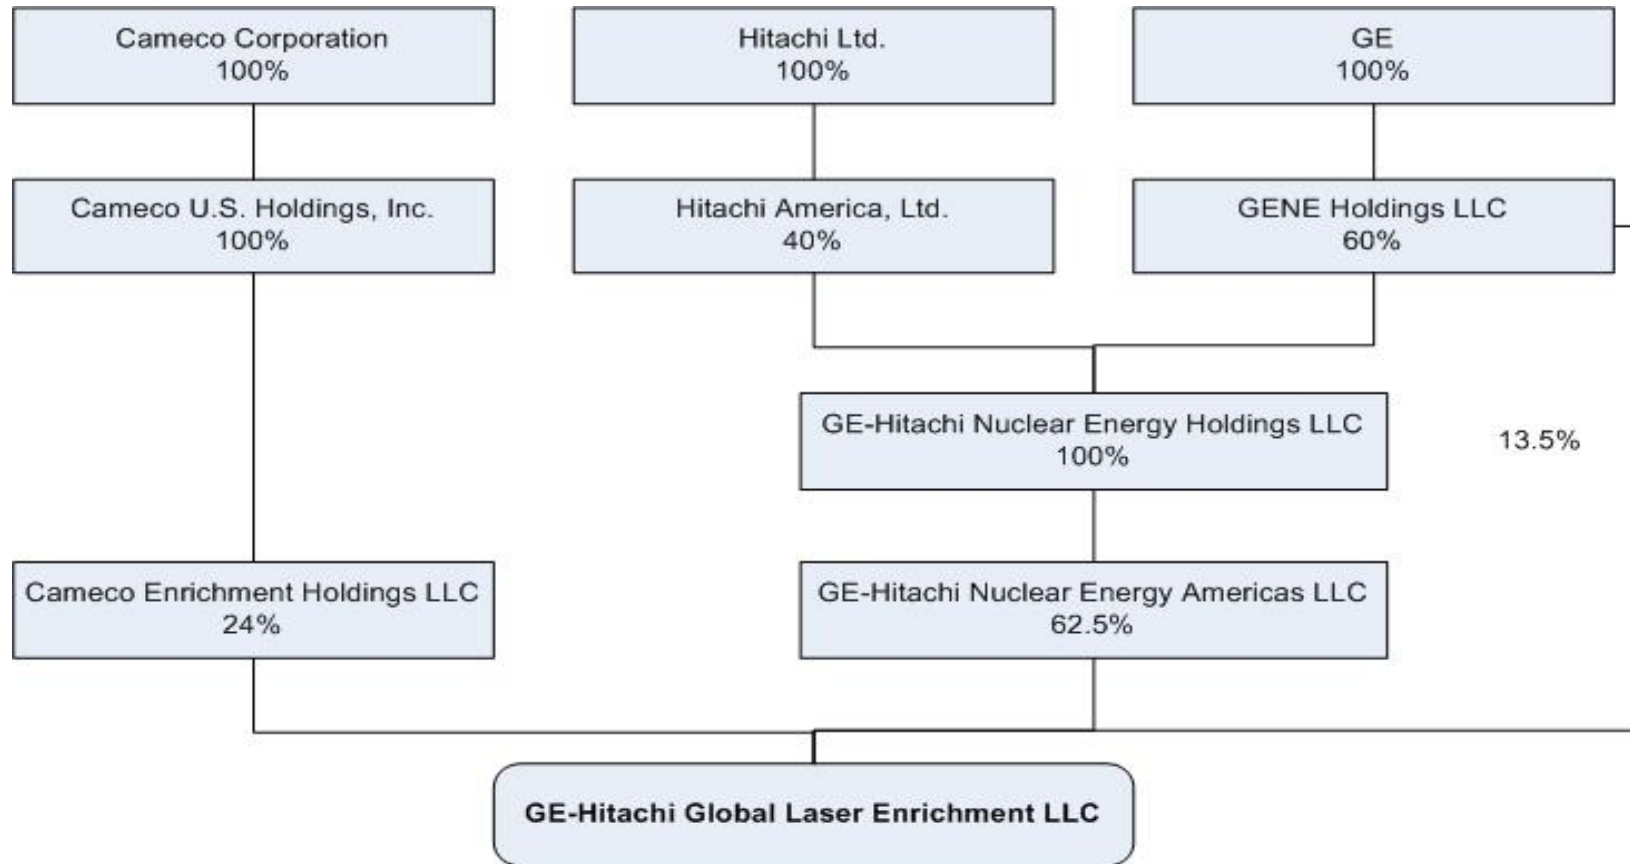 Cameco Corporation
100%
Hitachi Ltd.
100%
GE
100%
Cameco U.S. Holdings, Inc.
100%
Hitachi America, Ltd.
40%
GENE Holdings LLC
60%
GE-Hitachi Nuclear Energy Holdings LLC
100%
13.5%
Cameco Enrichment Holdings LLC
24%
GE-Hitachi Nuclear Energy Americas LLC
62.5%
GE-Hitachi Global Laser Enrichment LLC